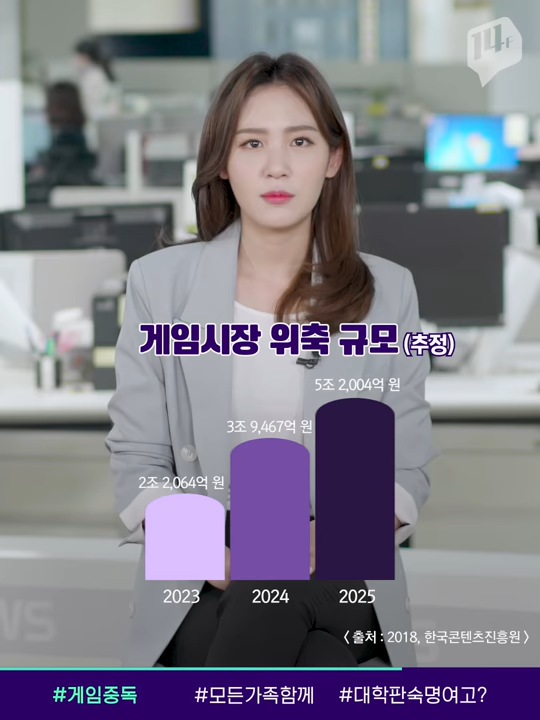 14F
게임시장 위축 규모 (추정)
5조 2,004억 원
3조 9,467억 원
2조 2,064억 원
2023 2024 2025
< 출처 : 2018, 한국콘텐츠진흥원 >
#게임중독 #모든가족함께 #대학판숙명여고?